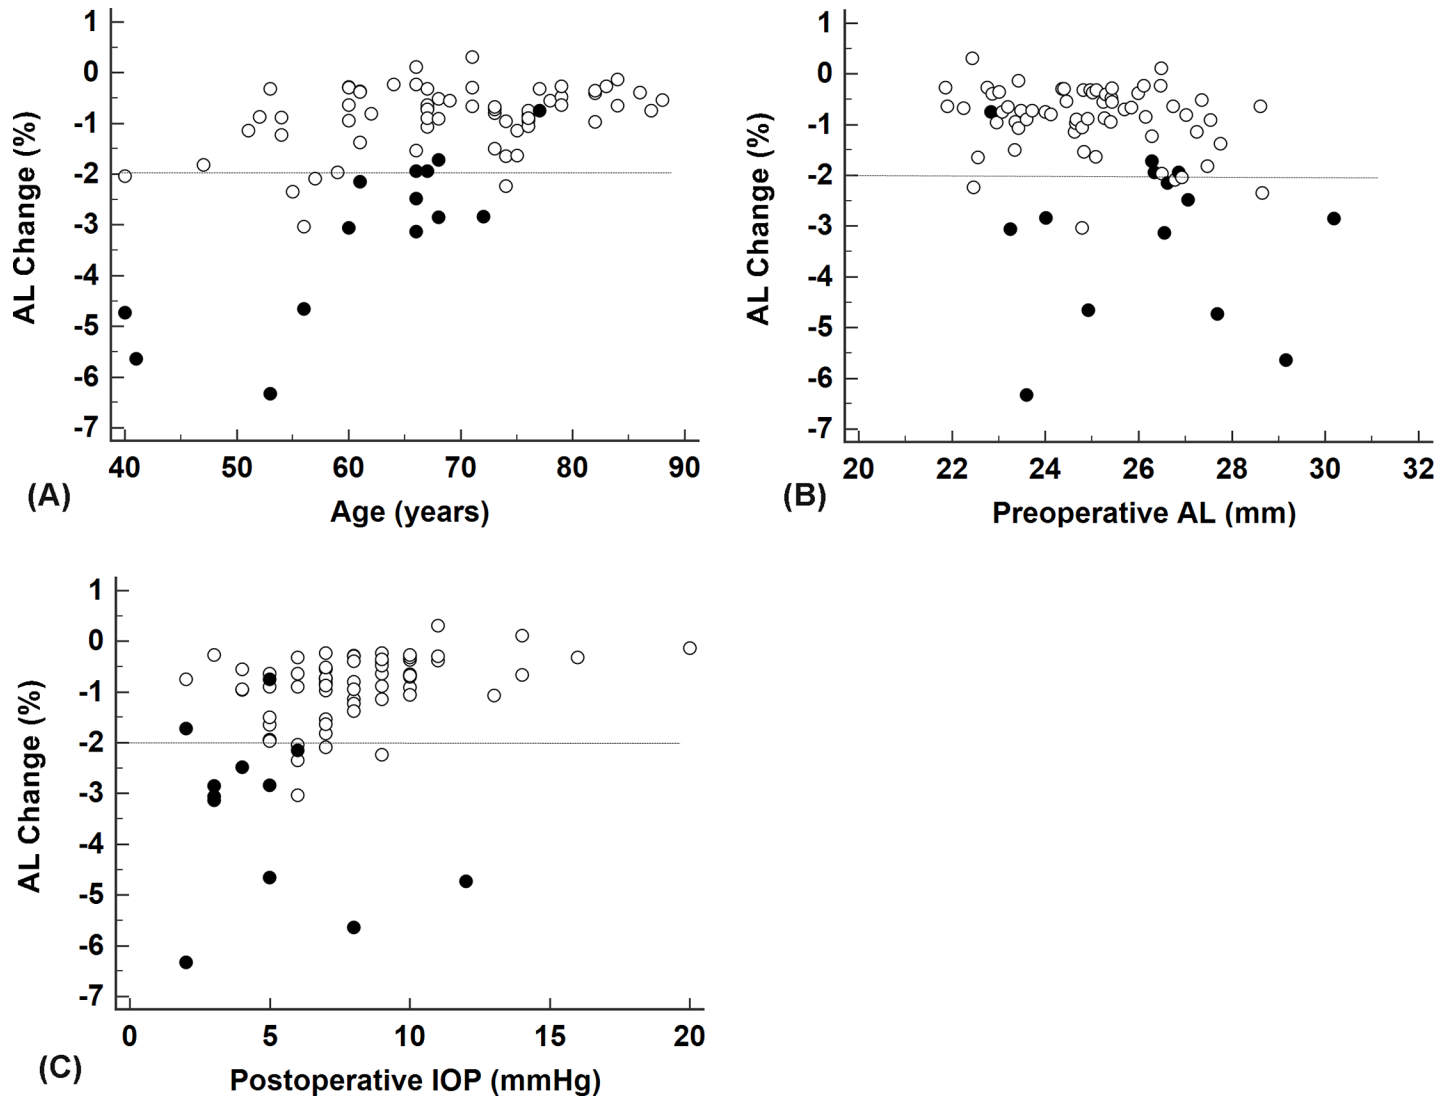 1
0
-1
-2
-3
-4
-5
-6
-7
AL Change (%)
40 50 60 70 80 90
Age (years)
(A)
1
0
-1
-2
-3
-4
-5
-6
-7
AL Change (%)
20 22 24 26 28 30 32
Preoperative AL (mm)
(B)
1
0
-1
-2
-3
-4
-5
-6
-7
AL Change (%)
0 5 10 15 20
Postoperative IOP (mmHg)
(C)